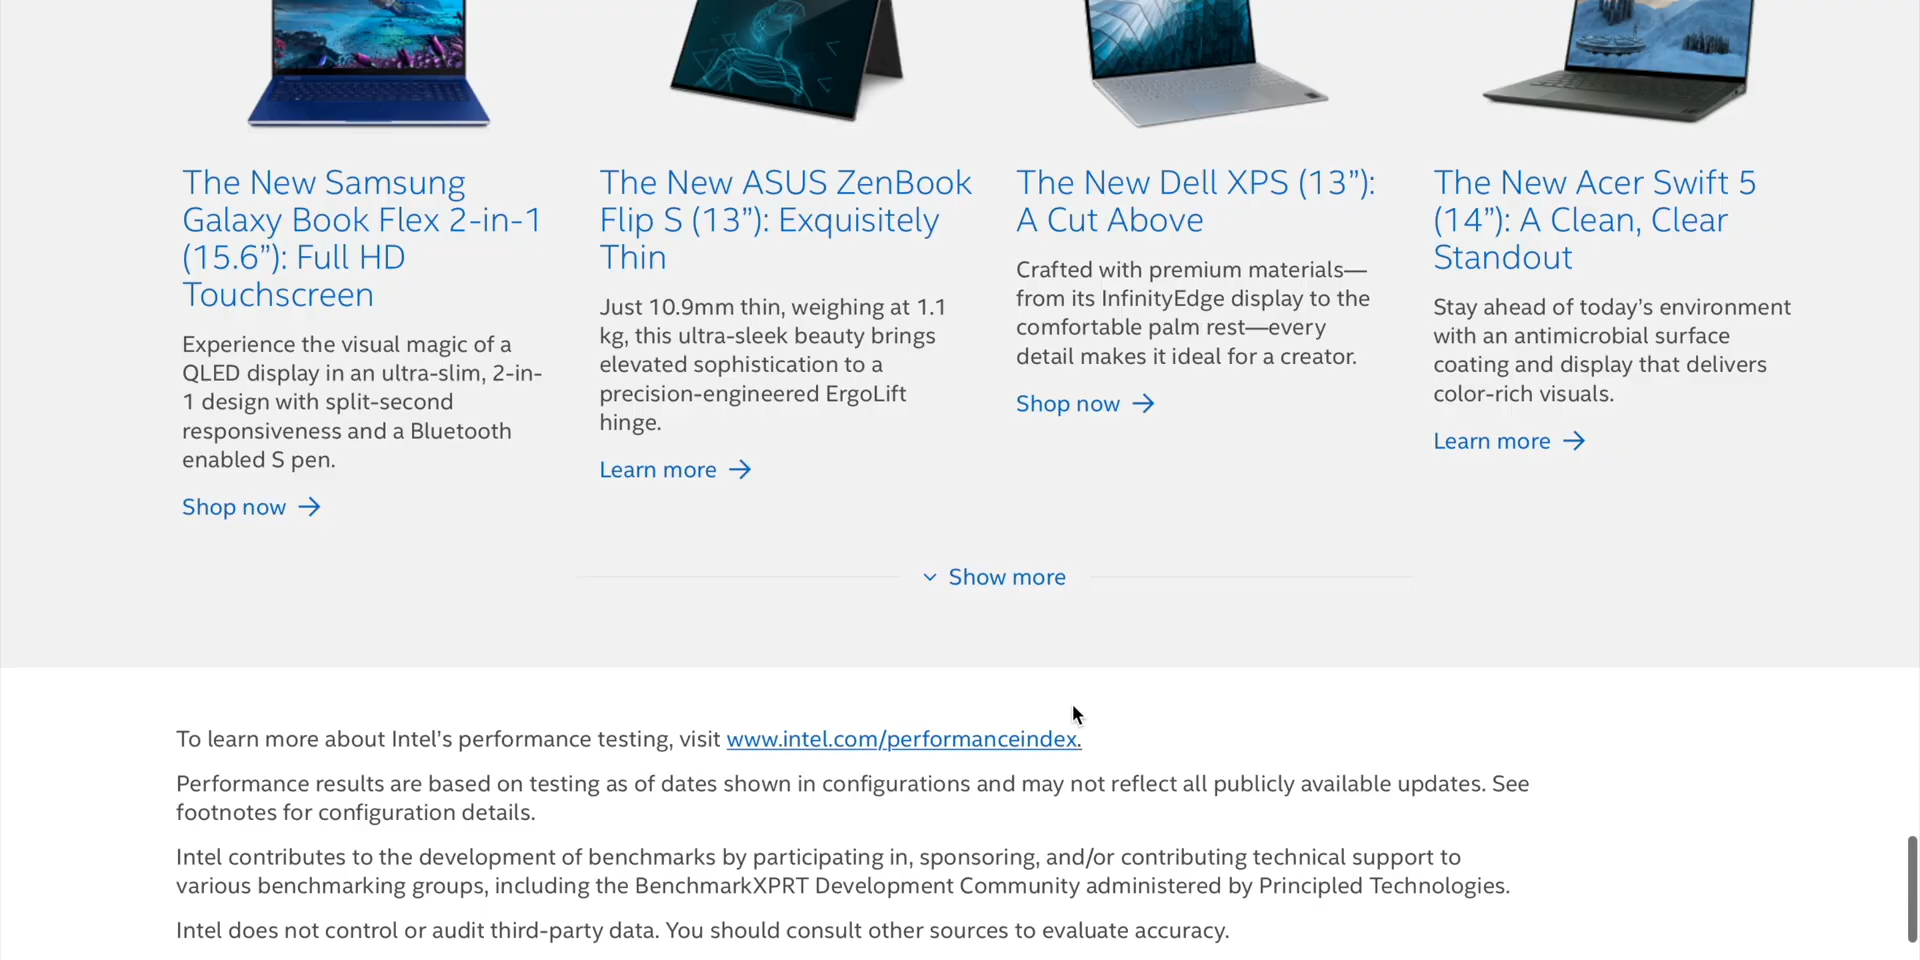 The New Samsung
Galaxy Book Flex 2-in-1
(15.6”): Full HD
Touchscreen
Experience the visual magic of a
QLED display in an ultra-slim, 2-in-
1 design with split-second
responsiveness and a Bluetooth
enabled S pen.
Shop now
The New ASUS ZenBook
Flip S (13”): Exquisitely
Thin
Just 10.9mm thin, weighing at 1.1
kg, this ultra-sleek beauty brings
elevated sophistication to a
precision-engineered ErgoLift
hinge.
Learn more
The New Dell XPS (13”):
A Cut Above
Crafted with premium materials—
from its InfinityEdge display to the
comfortable palm rest—every
detail makes it ideal for a creator.
Shop now
The New Acer Swift 5
(14”): A Clean, Clear
Standout
Stay ahead of today’s environment
with an antimicrobial surface
coating and display that delivers
color-rich visuals.
Learn more
Show more
To learn more about Intel’s performance testing, visit www.intel.com/performanceindex.
Performance results are based on testing as of dates shown in configurations and may not reflect all publicly available updates. See
footnotes for configuration details.
Intel contributes to the development of benchmarks by participating in, sponsoring, and/or contributing technical support to
various benchmarking groups, including the BenchmarkXPRT Development Community administered by Principled Technologies.
Intel does not control or audit third-party data. You should consult other sources to evaluate accuracy.